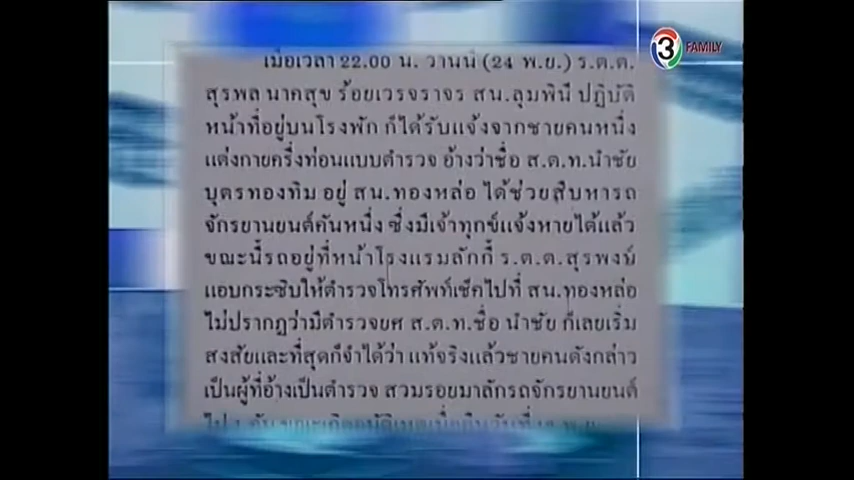 3 FAMILY
เมื่อเวลา 22.00 น. วานนี้ (24 พ.ย.) ร.ต.ต.
สุรพล นาคสุข ร้อยเวรจราจร สน.ลุมพินี ปฏิบัติ
หน้าที่อยู่บนโรงพัก ก็ได้รับแจ้งจากชายคนหนึ่ง
แต่งกายครึ่งท่อนแบบตำรวจ อ้างว่าชื่อ ส.ต.ท.นำชัย
บุตรทองทิม อยู่ สน.ทองหล่อ ได้ช่วยสืบหารถ
จักรยานยนต์คันหนึ่ง ซึ่งมีเจ้าทุกข์แจ้งหายได้แล้ว
ขณะนี้รถอยู่ที่หน้าโรงแรมลักกี้ ร.ต.ต.สุรพงษ์
แอบกระซิบให้ตำรวจโทรศัพท์เช็คไปที่ สน.ทองหล่อ
ไม่ปรากฏว่ามีตำรวจยศ ส.ต.ท.ชื่อ นำชัย ก็เลยเริ่ม
สงสัยและที่สุดก็จำได้ว่า แท้จริงแล้วชายคนดังกล่าว
เป็นผู้ที่อ้างเป็นตำรวจ สวมรอยมาลักรถจักรยานยนต์